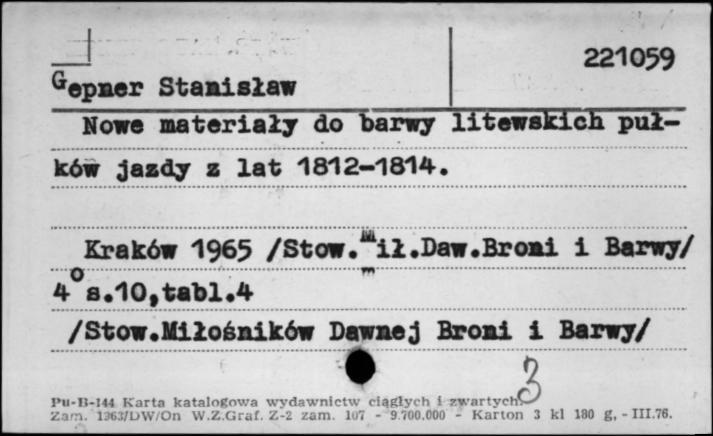 221059
Gepner Stanisław
Nowe materiały do barwy litewskich puł-
ków jazdy z lat 1812-1814.
Kraków 1965 /Stow.Mił.Daw.Broni i Barwy/
4° s.10,tabl.4
/Stow.Miłośników Dawnej Broni i Barwy/
3
Pu-B-144 Karta katalogowa wydawnictw ciągłych i zwartych.
Zam. 1363/DW/On W.Z.Graf. Z-2 zam. 107 - 9.700.000 - Karton 3 kl 180 g, - III.76.